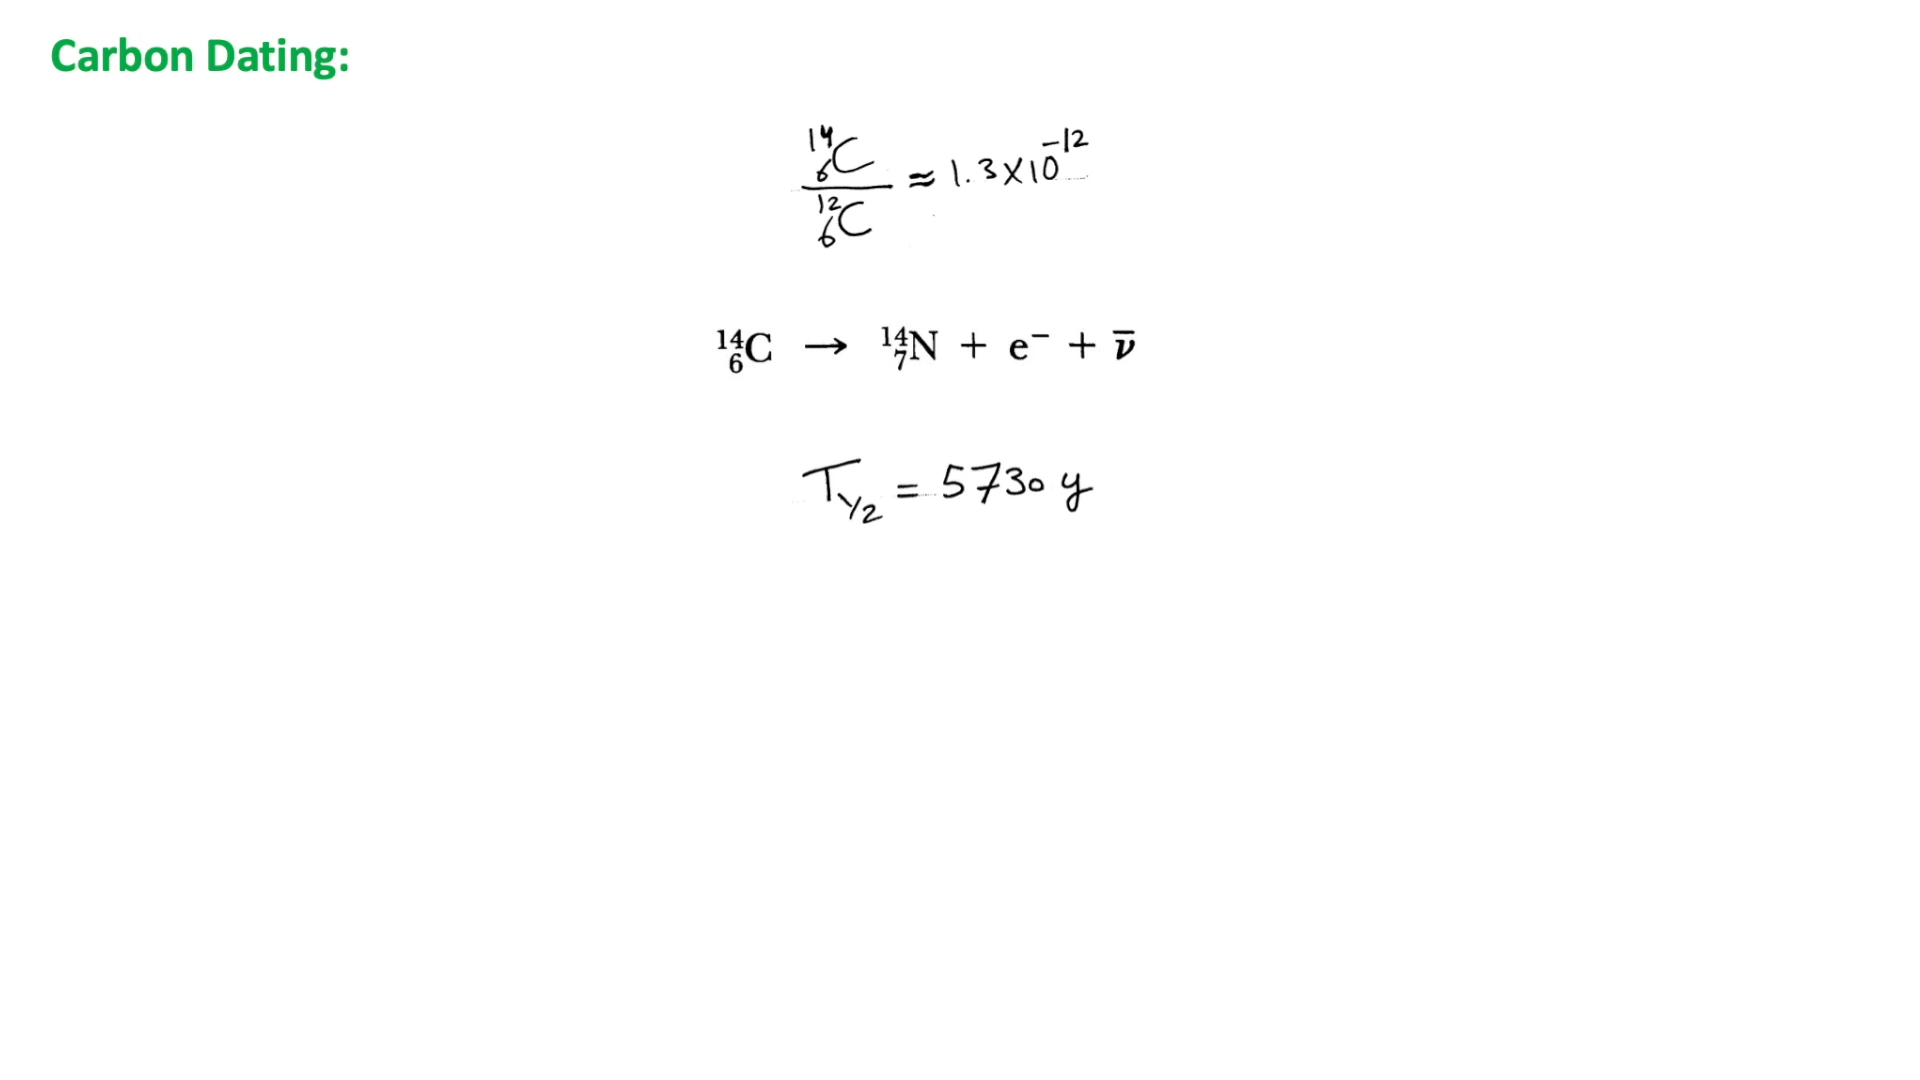 Carbon Dating:
¹⁴₆C / ¹²₆C ≈ 1.3×10⁻¹²
¹⁴₆C → ¹⁴₇N + e⁻ + ν̅
T₁/₂ = 5730 y